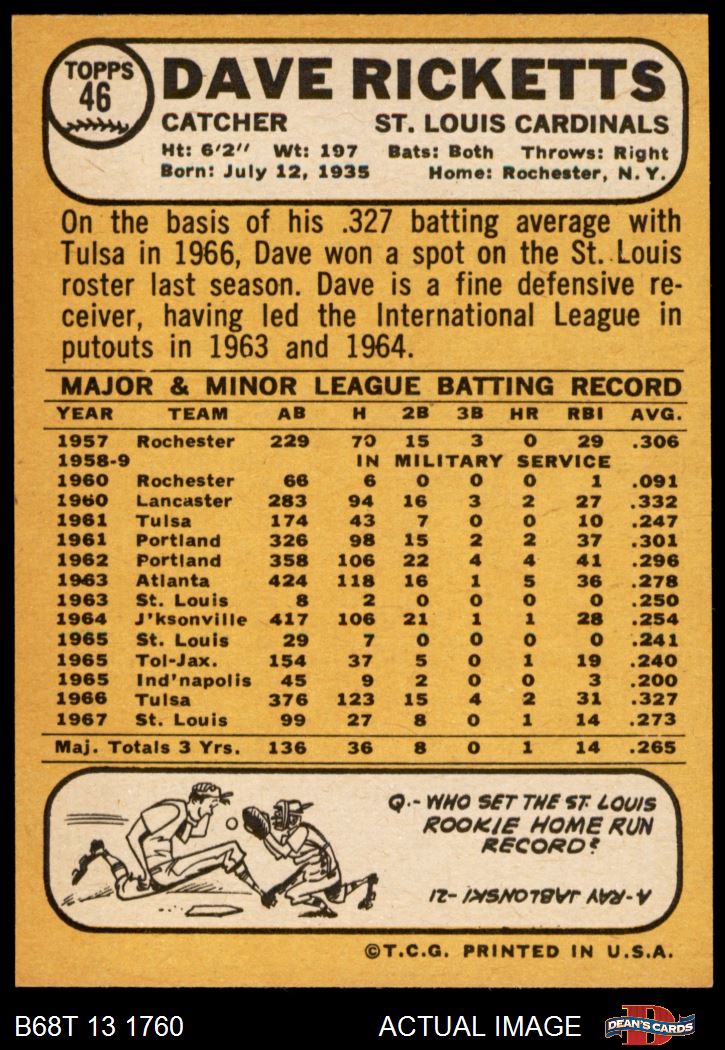 TOPPS
46
DAVE RICKETTS
CATCHER ST. LOUIS CARDINALS
Ht: 6'2" Wt: 197 Bats: Both Throws: Right
Born: July 12, 1935 Home: Rochester, N.Y.
On the basis of his .327 batting average with
Tulsa in 1966, Dave won a spot on the St. Louis
roster last season. Dave is a fine defensive re-
ceiver, having led the International League in
putouts in 1963 and 1964.
MAJOR & MINOR LEAGUE BATTING RECORD
YEAR TEAM AB H 2B 3B HR RBI AVG.
1957 Rochester 229 70 15 3 0 29 .306
1958-9 IN MILITARY SERVICE
1960 Rochester 66 6 0 0 0 1 .091
1960 Lancaster 283 94 16 3 2 27 .332
1961 Tulsa 174 43 7 0 0 10 .247
1961 Portland 326 98 15 2 2 37 .301
1962 Portland 358 106 22 4 4 41 .296
1963 Atlanta 424 118 16 1 5 36 .278
1963 St. Louis 8 2 0 0 0 0 .250
1964 J'ksonville 417 106 21 1 1 28 .254
1965 St. Louis 29 7 0 0 0 0 .241
1965 Tol-Jax. 154 37 5 0 1 19 .240
1965 Ind'napolis 45 9 2 0 0 3 .200
1966 Tulsa 376 123 15 4 2 31 .327
1967 St. Louis 99 27 8 0 1 14 .273
Maj. Totals 3 Yrs. 136 36 8 0 1 14 .265
Q.- WHO SET THE ST. LOUIS
ROOKIE HOME RUN
RECORD?
A-RAY JABLONSKI -21
©T.C.G. PRINTED IN U.S.A.
B68T 13 1760 ACTUAL IMAGE
DEAN'S CARDS